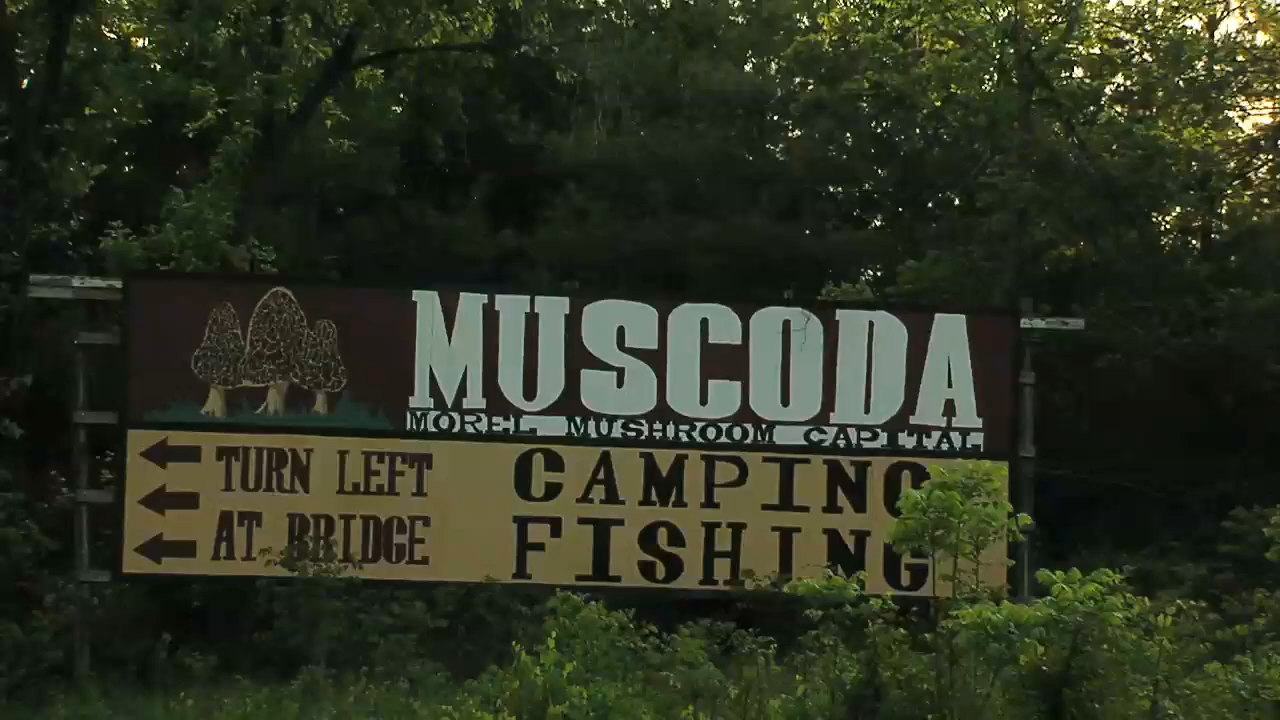 MUSCODA
MOREL MUSHROOM CAPITAL
TURN LEFT
AT BRIDGE
CAMPING
FISHING